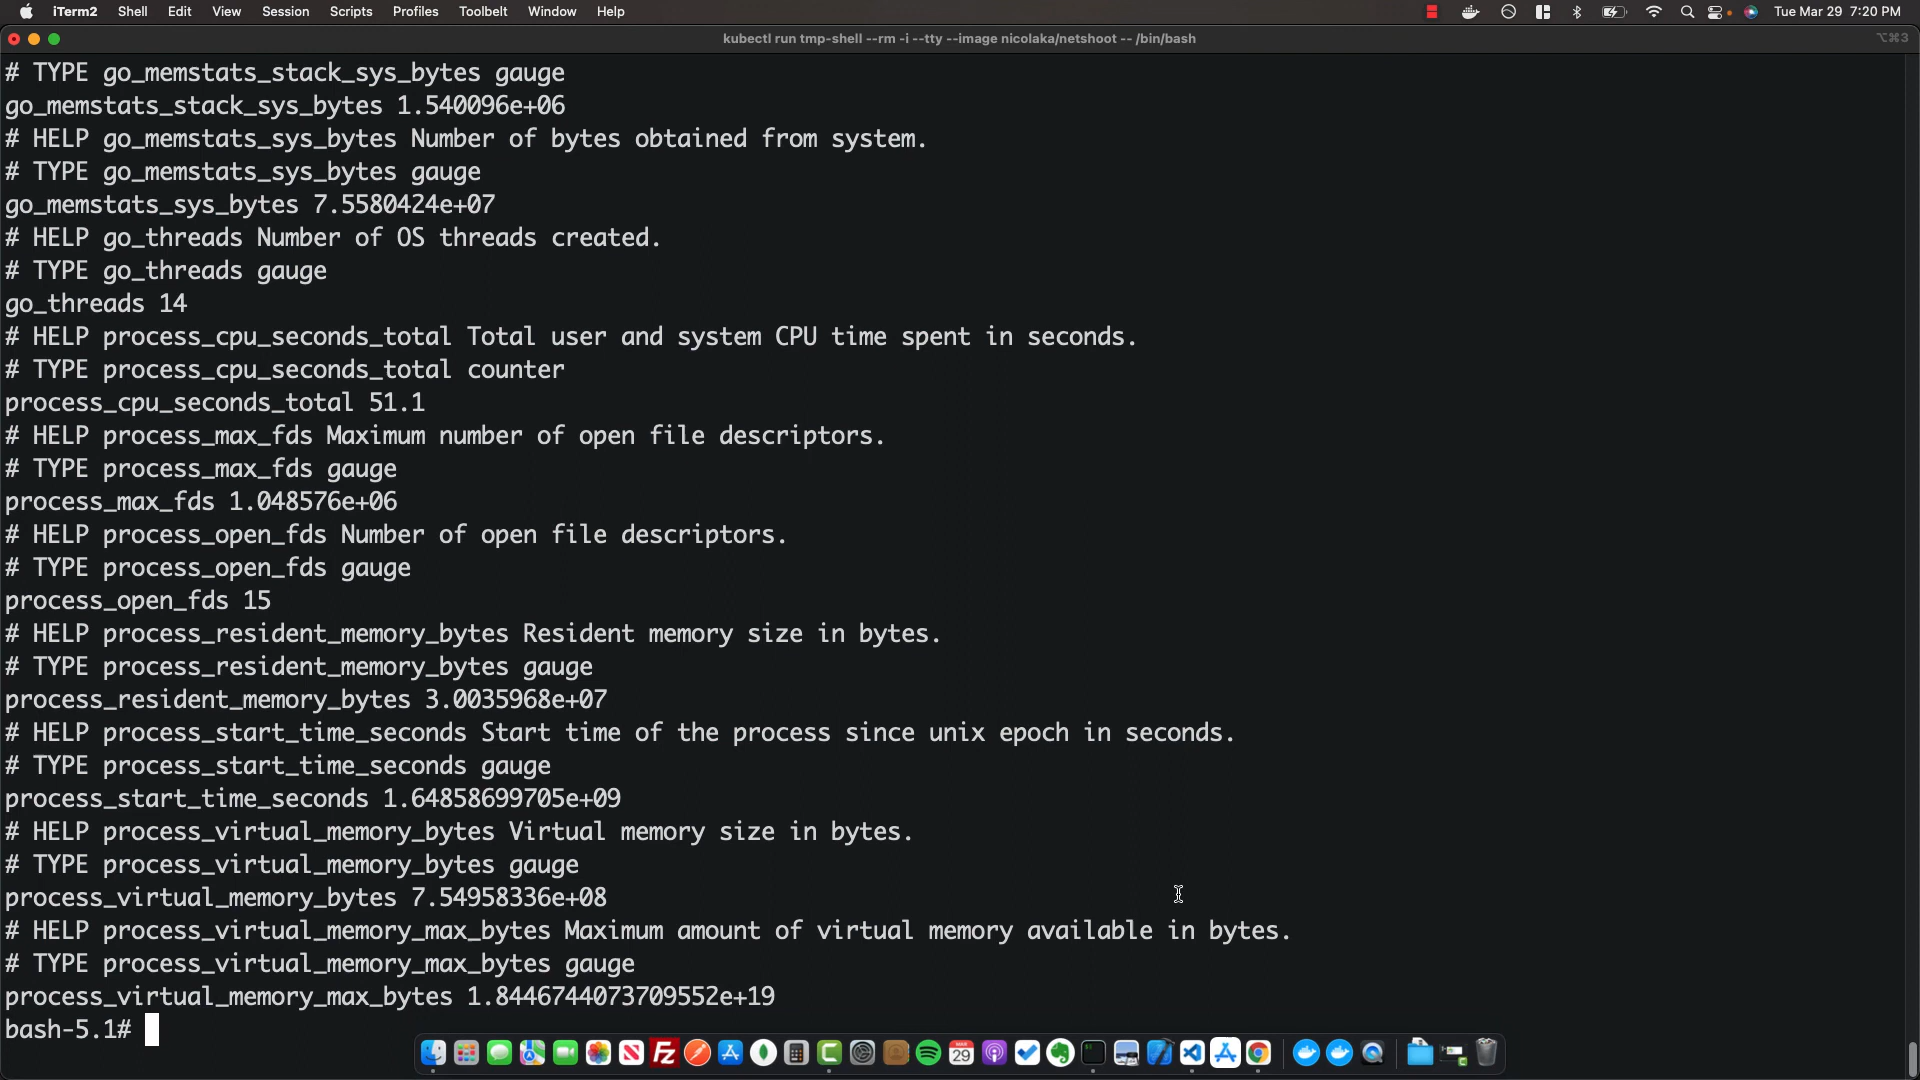 iTerm2 Shell Edit View Session Scripts Profiles Toolbelt Window Help Tue Mar 29 7:20 PM
kubectl run tmp-shell --rm -i --tty --image nicolaka/netshoot -- /bin/bash ⌥⌘3
# TYPE go_memstats_stack_sys_bytes gauge
go_memstats_stack_sys_bytes 1.540096e+06
# HELP go_memstats_sys_bytes Number of bytes obtained from system.
# TYPE go_memstats_sys_bytes gauge
go_memstats_sys_bytes 7.5580424e+07
# HELP go_threads Number of OS threads created.
# TYPE go_threads gauge
go_threads 14
# HELP process_cpu_seconds_total Total user and system CPU time spent in seconds.
# TYPE process_cpu_seconds_total counter
process_cpu_seconds_total 51.1
# HELP process_max_fds Maximum number of open file descriptors.
# TYPE process_max_fds gauge
process_max_fds 1.048576e+06
# HELP process_open_fds Number of open file descriptors.
# TYPE process_open_fds gauge
process_open_fds 15
# HELP process_resident_memory_bytes Resident memory size in bytes.
# TYPE process_resident_memory_bytes gauge
process_resident_memory_bytes 3.0035968e+07
# HELP process_start_time_seconds Start time of the process since unix epoch in seconds.
# TYPE process_start_time_seconds gauge
process_start_time_seconds 1.64858699705e+09
# HELP process_virtual_memory_bytes Virtual memory size in bytes.
# TYPE process_virtual_memory_bytes gauge
process_virtual_memory_bytes 7.54958336e+08
# HELP process_virtual_memory_max_bytes Maximum amount of virtual memory available in bytes.
# TYPE process_virtual_memory_max_bytes gauge
process_virtual_memory_max_bytes 1.8446744073709552e+19
bash-5.1#
Fz MAR 29